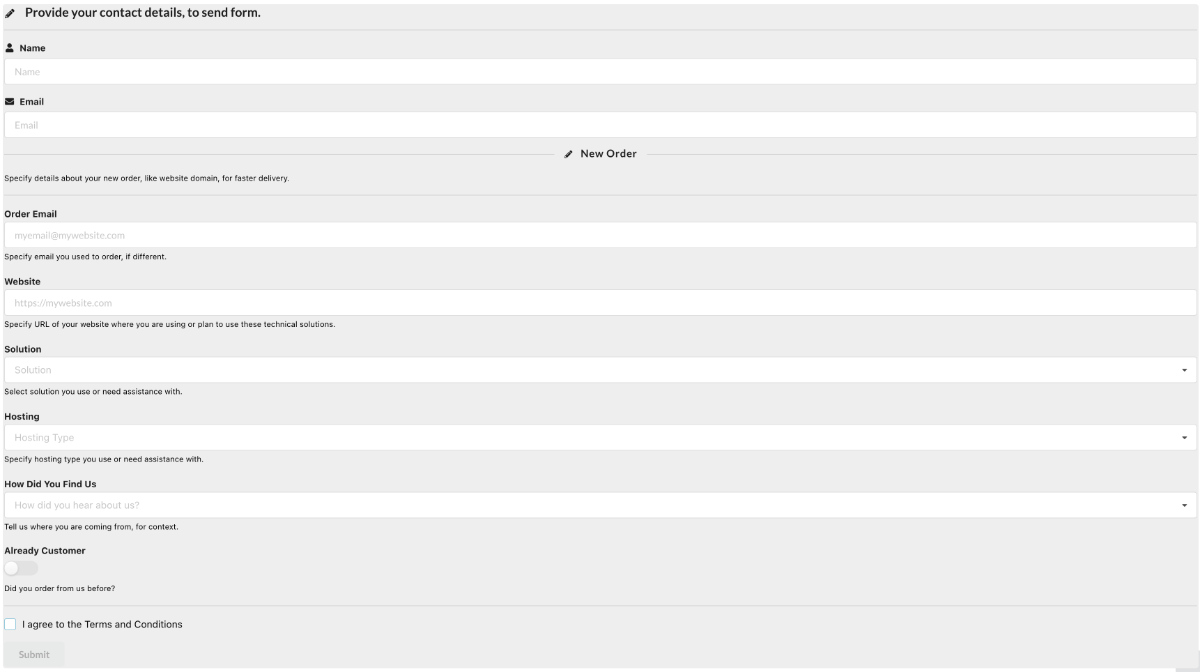 Provide your contact details, to send form.
Name
Name
Email
Email
New Order
Specify details about your new order, like website domain, for faster delivery.
Order Email
myemail@mywebsite.com
Specify email you used to order, if different.
Website
https://mywebsite.com
Specify URL of your website where you are using or plan to use these technical solutions.
Solution
Solution
Select solution you use or need assistance with.
Hosting
Hosting Type
Specify hosting type you use or need assistance with.
How Did You Find Us
How did you hear about us?
Tell us where you are coming from, for context.
Already Customer
Did you order from us before?
I agree to the Terms and Conditions
Submit